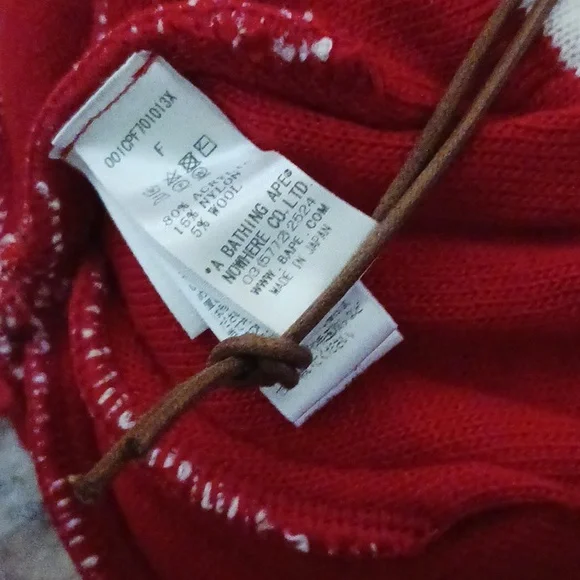 001CPF701013X
F
80% ACRYLIC
15% NYLON
5% WOOL
*A BATHING APE®
NOWHERE CO.LTD.
03(5772)2524
WWW.BAPE.COM
MADE IN JAPAN